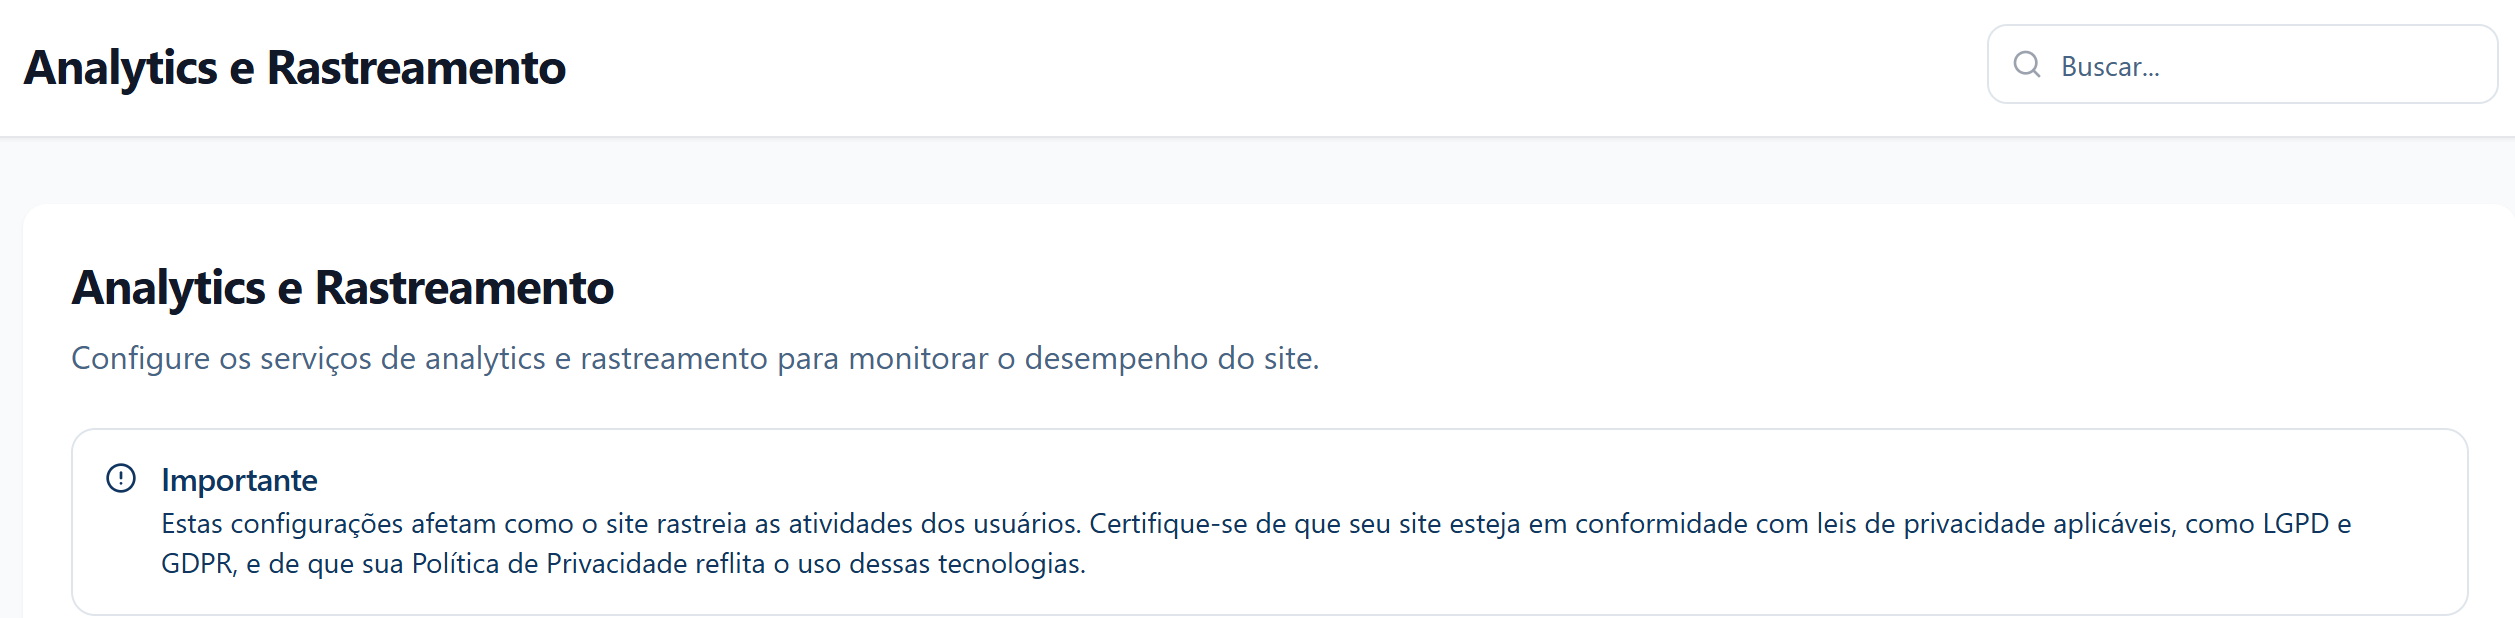 Analytics e Rastreamento
Buscar...
Analytics e Rastreamento
Configure os serviços de analytics e rastreamento para monitorar o desempenho do site.
Importante
Estas configurações afetam como o site rastreia as atividades dos usuários. Certifique-se de que seu site esteja em conformidade com leis de privacidade aplicáveis, como LGPD e
GDPR, e de que sua Política de Privacidade reflita o uso dessas tecnologias.